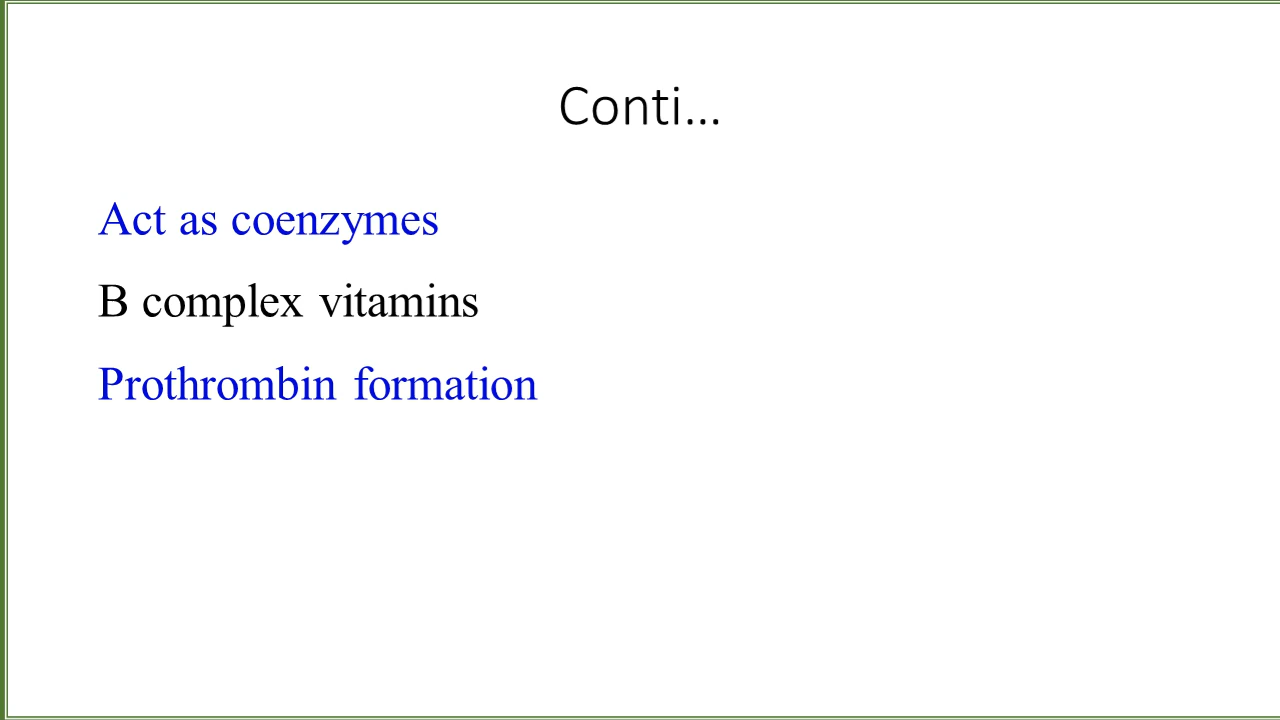 Conti…
Act as coenzymes
B complex vitamins
Prothrombin formation